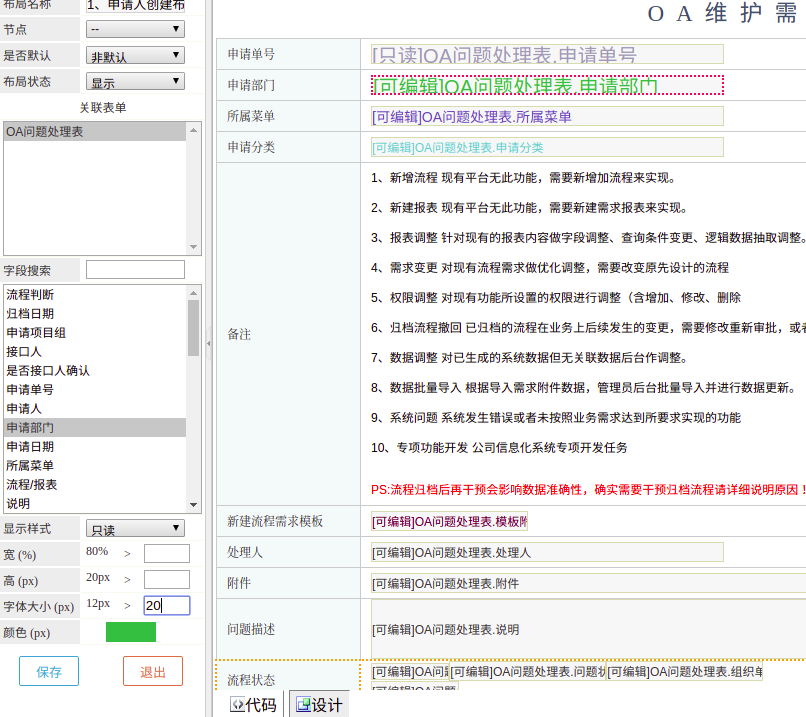 布局名称 1、申请人创建布
节点 --
是否默认 非默认
布局状态 显示
关联表单
OA问题处理表
字段搜索
流程判断
归档日期
申请项目组
接口人
是否接口人确认
申请单号
申请人
申请部门
申请日期
所属菜单
流程/报表
说明
显示样式 只读
宽 (%) 80% >
高 (px) 20px >
字体大小 (px) 12px > 20
颜色 (px)
保存 退出
OA维护需
申请单号 [只读]OA问题处理表.申请单号
申请部门 [可编辑]OA问题处理表.申请部门
所属菜单 [可编辑]OA问题处理表.所属菜单
申请分类 [可编辑]OA问题处理表.申请分类
备注
1、新增流程 现有平台无此功能，需要新增加流程来实现。
2、新建报表 现有平台无此功能，需要新建需求报表来实现。
3、报表调整 针对现有的报表内容做字段调整、查询条件变更、逻辑数据抽取调整。
4、需求变更 对现有流程需求做优化调整，需要改变原先设计的流程
5、权限调整 对现有功能所设置的权限进行调整（含增加、修改、删除
6、归档流程撤回 已归档的流程在业务上后续发生的变更，需要修改重新审批，或者
7、数据调整 对已生成的系统数据但无关联数据后台作调整。
8、数据批量导入 根据导入需求附件数据，管理员后台批量导入并进行数据更新。
9、系统问题 系统发生错误或者未按照业务需求达到所要求实现的功能
10、专项功能开发 公司信息化系统专项开发任务
PS:流程归档后再干预会影响数据准确性，确实需要干预归档流程请详细说明原因！
新建流程需求模板 [可编辑]OA问题处理表.模板附
处理人 [可编辑]OA问题处理表.处理人
附件 [可编辑]OA问题处理表.附件
问题描述 [可编辑]OA问题处理表.说明
流程状态 [可编辑]OA问题 [可编辑]OA问题处理表.问题状 [可编辑]OA问题处理表.组织单
[可编辑]OA问题
代码 设计